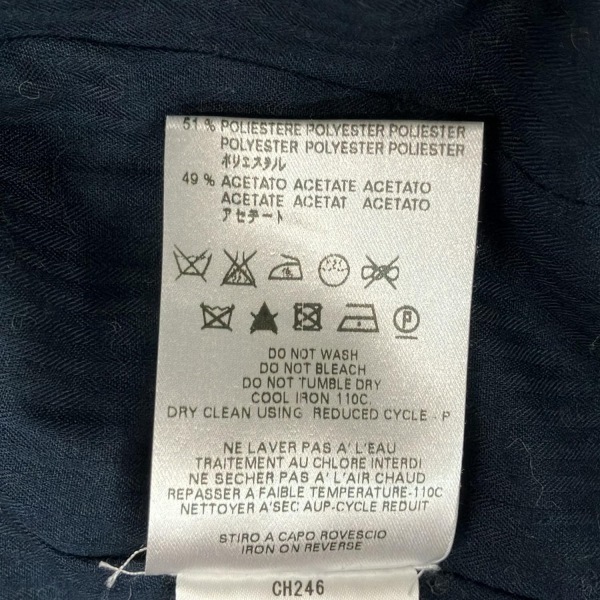 51 % POLIESTERE POLYESTER POLIESTER
POLYESTER POLYESTER POLIESTER
ポリエステル
49 % ACETATO ACETATE ACETATO
ACETATE ACETAT ACETATO
アセテート
P
DO NOT WASH
DO NOT BLEACH
DO NOT TUMBLE DRY
COOL IRON 110C.
DRY CLEAN USING REDUCED CYCLE - P
NE LAVER PAS A' L'EAU
TRAITEMENT AU CHLORE INTERDI
NE SECHER PAS A' L'AIR CHAUD
REPASSER A FAIBLE TEMPERATURE-110C
NETTOYER A'SEC AUP-CYCLE REDUIT
STIRO A CAPO ROVESCIO
IRON ON REVERSE
CH246